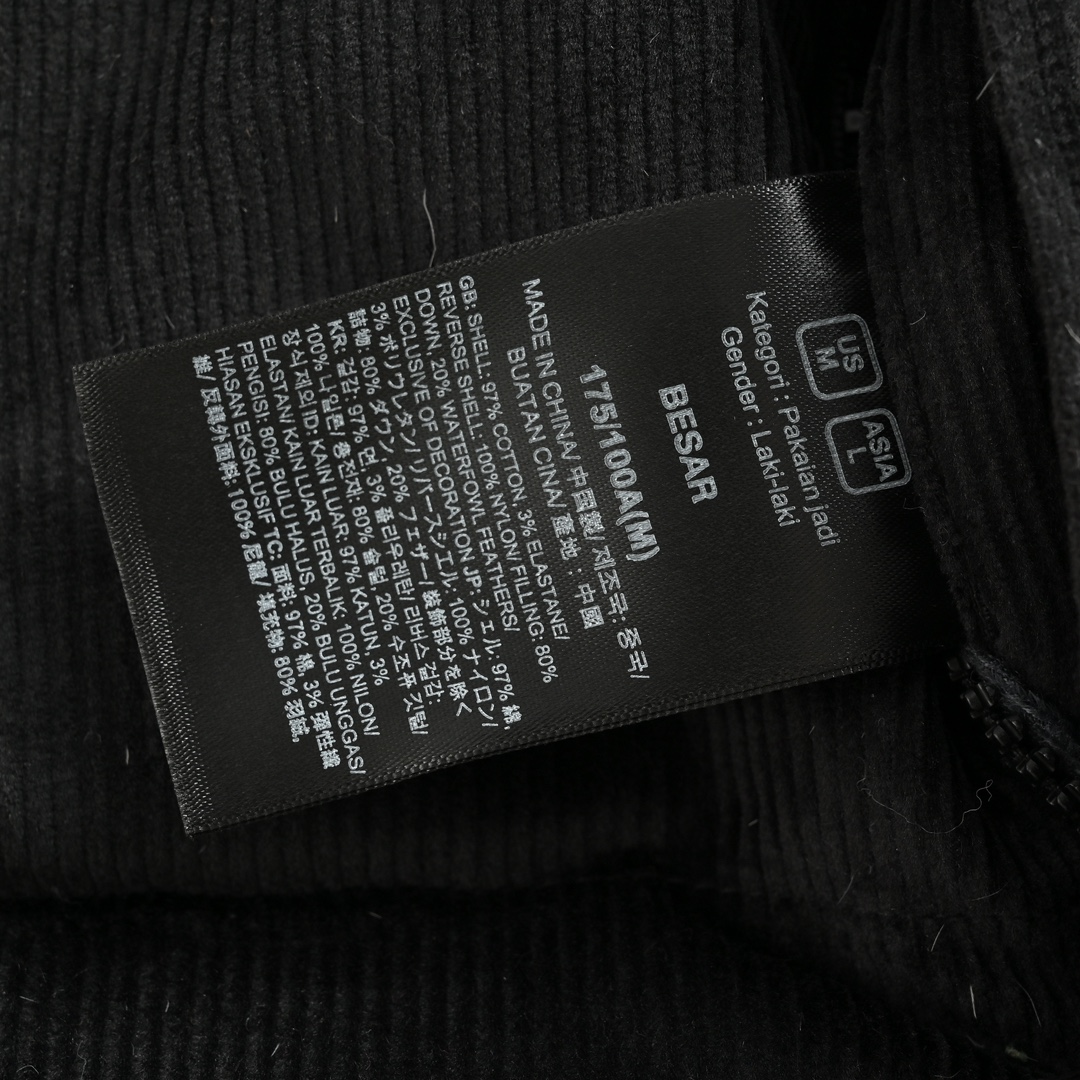 US
M
ASIA
L
Kategori : Pakaian jadi
Gender : Laki-laki
BESAR
175/100A(M)
MADE IN CHINA/ 中国製/ 제조국: 중국/
BUATAN CINA/ 產地 : 中國
GB: SHELL: 97% COTTON, 3% ELASTANE/
REVERSE SHELL: 100% NYLON/FILLING: 80%
DOWN, 20% WATERFOWL FEATHERS/
EXCLUSIVE OF DECORATION JP: シェル: 97% 綿,
3% ポリウレタン/ リバースシエル, 100% ナイロン/
詰物: 80% ダウン, 20% フェザー/ 装飾部分を除く
KR: 겉감: 97% 면 3% 폴리우레탄/ 리버스 겉감:
100% 나일론/ 충전재: 80% 솜털 20% 수조류 깃털/
장식 제외 ID: KAIN LUAR: 97% KATUN, 3%
ELASTAN/ KAIN LUAR TERBALIK: 100% NILON/
PENGISI: 80% BULU HALUS, 20% BULU UNGGAS/
HIASAN EKSKLUSIF TC: 面料: 97% 棉, 3% 彈性纖
維/ 反穿外面料: 100% 尼龍/ 填充物: 80% 羽絨,